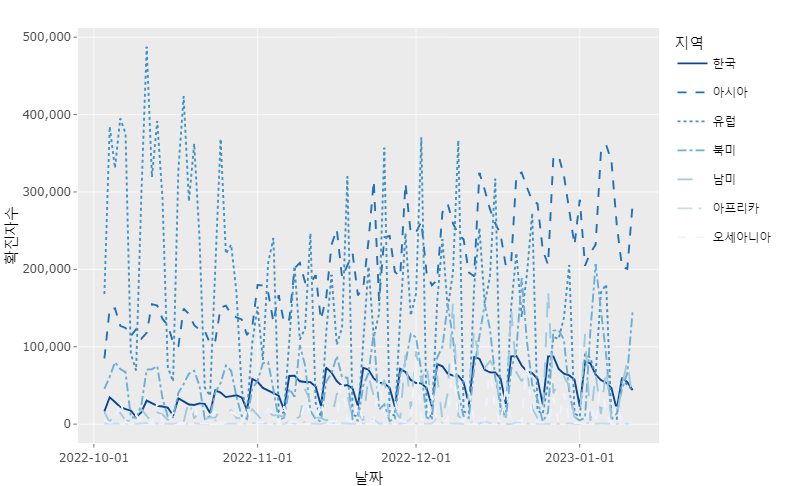 500,000
400,000
300,000
200,000
100,000
0
확진자수
2022-10-01
2022-11-01
2022-12-01
2023-01-01
날짜
지역
한국
아시아
유럽
북미
남미
아프리카
오세아니아